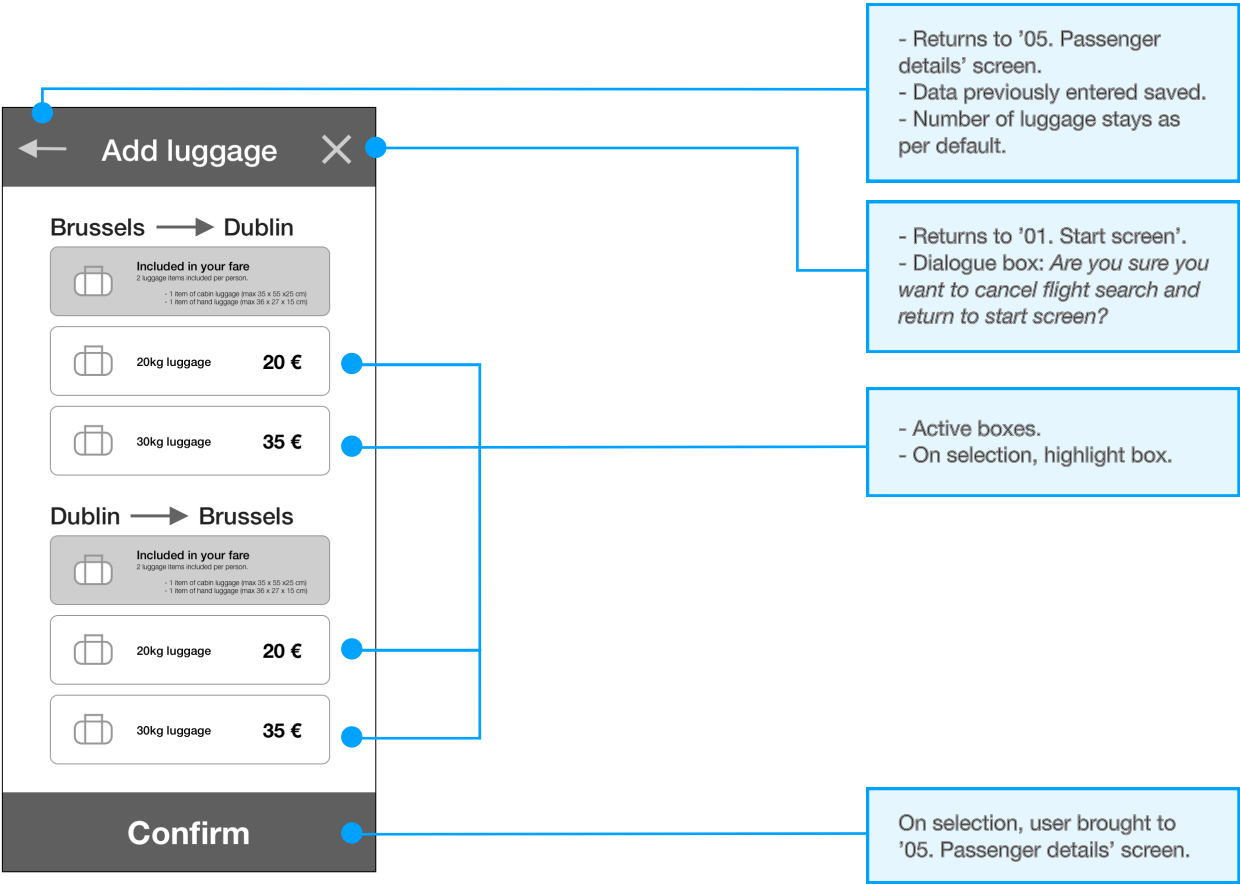 Add luggage
Brussels
Dublin
Included in your fare
2 luggage items included per person.
- 1 item of cabin luggage (max 35 x 55 x25 cm)
- 1 item of hand luggage (max 36 x 27 x 15 cm)
20kg luggage 20 €
30kg luggage 35 €
Dublin
Brussels
Included in your fare
2 luggage items included per person.
- 1 item of cabin luggage (max 35 x 55 x25 cm)
- 1 item of hand luggage (max 36 x 27 x 15 cm)
20kg luggage 20 €
30kg luggage 35 €
Confirm
- Returns to ’05. Passenger
details’ screen.
- Data previously entered saved.
- Number of luggage stays as
per default.
- Returns to ’01. Start screen’.
- Dialogue box: Are you sure you
want to cancel flight search and
return to start screen?
- Active boxes.
- On selection, highlight box.
On selection, user brought to
’05. Passenger details’ screen.